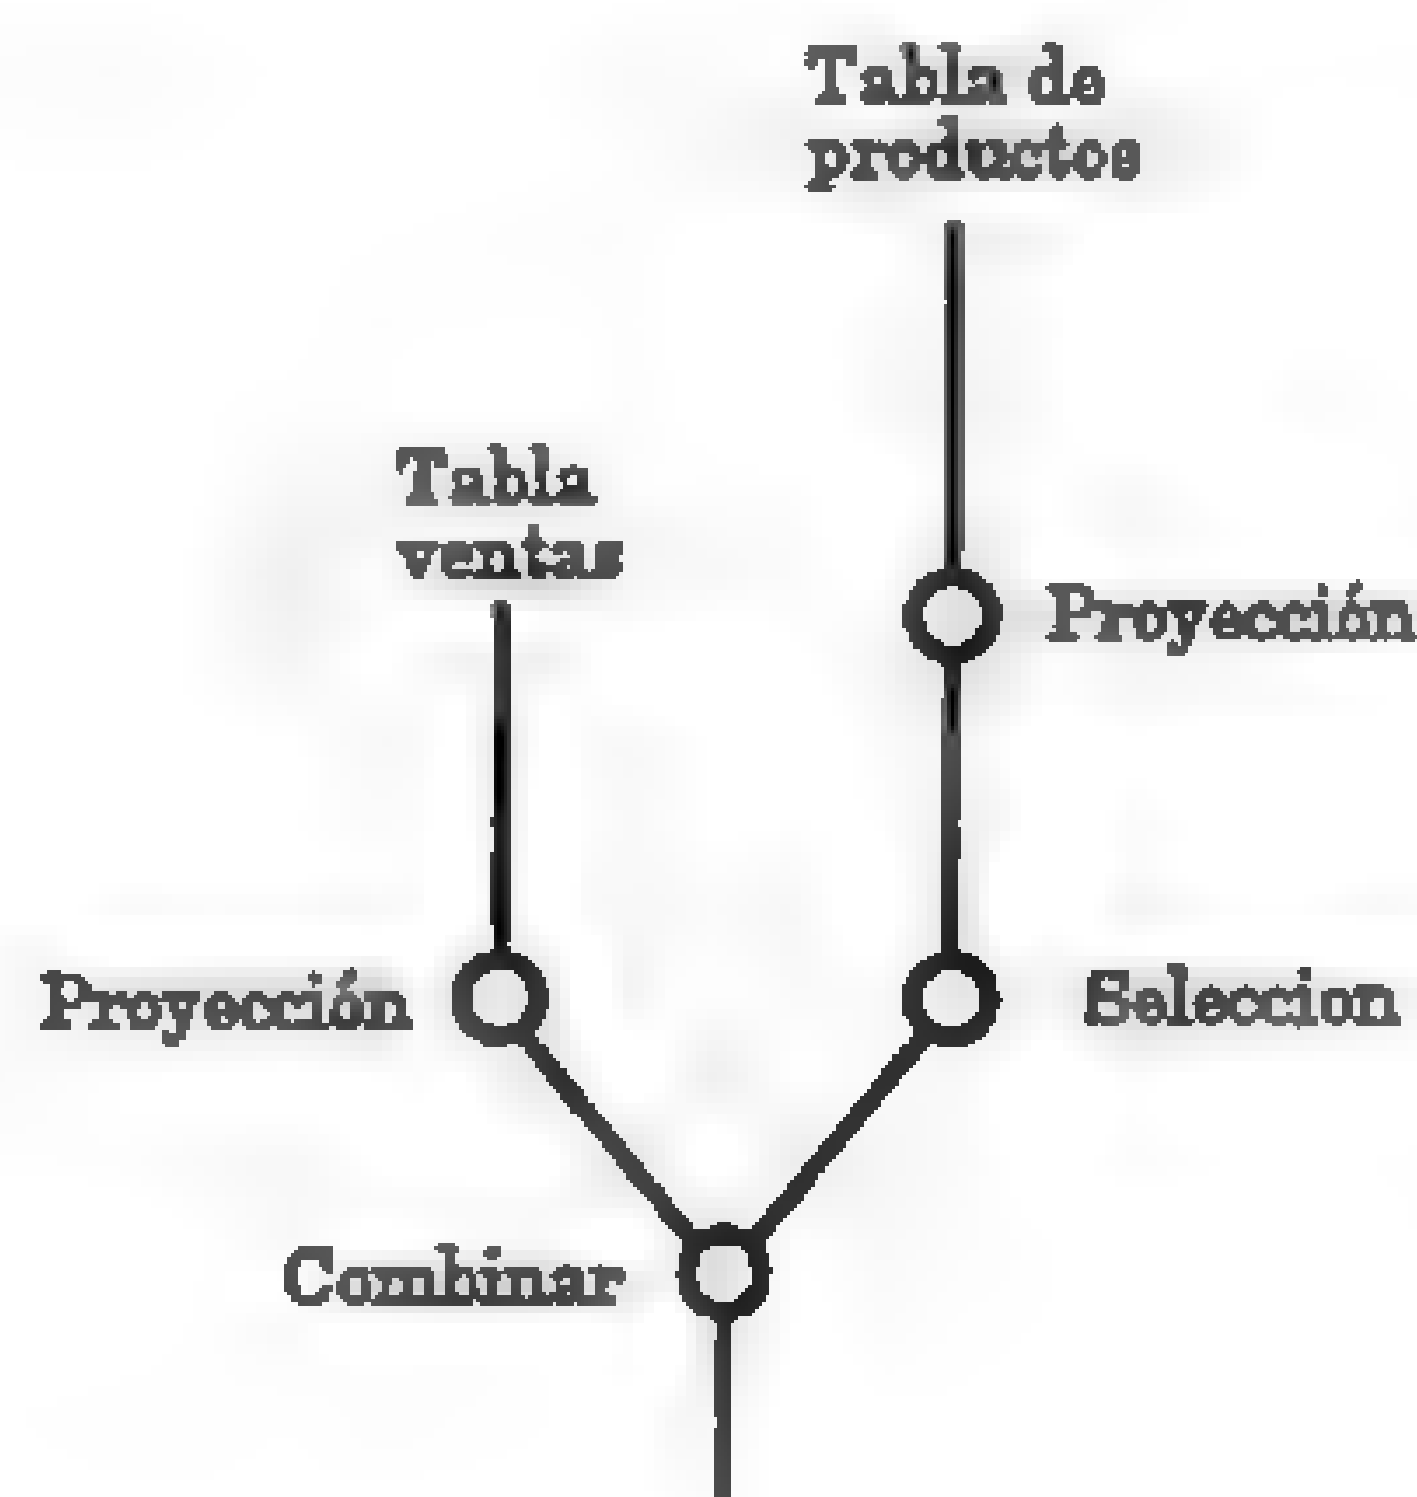 Tabla de
productos
Tabla
ventas
Proyección
Proyección
Seleccion
Combinar